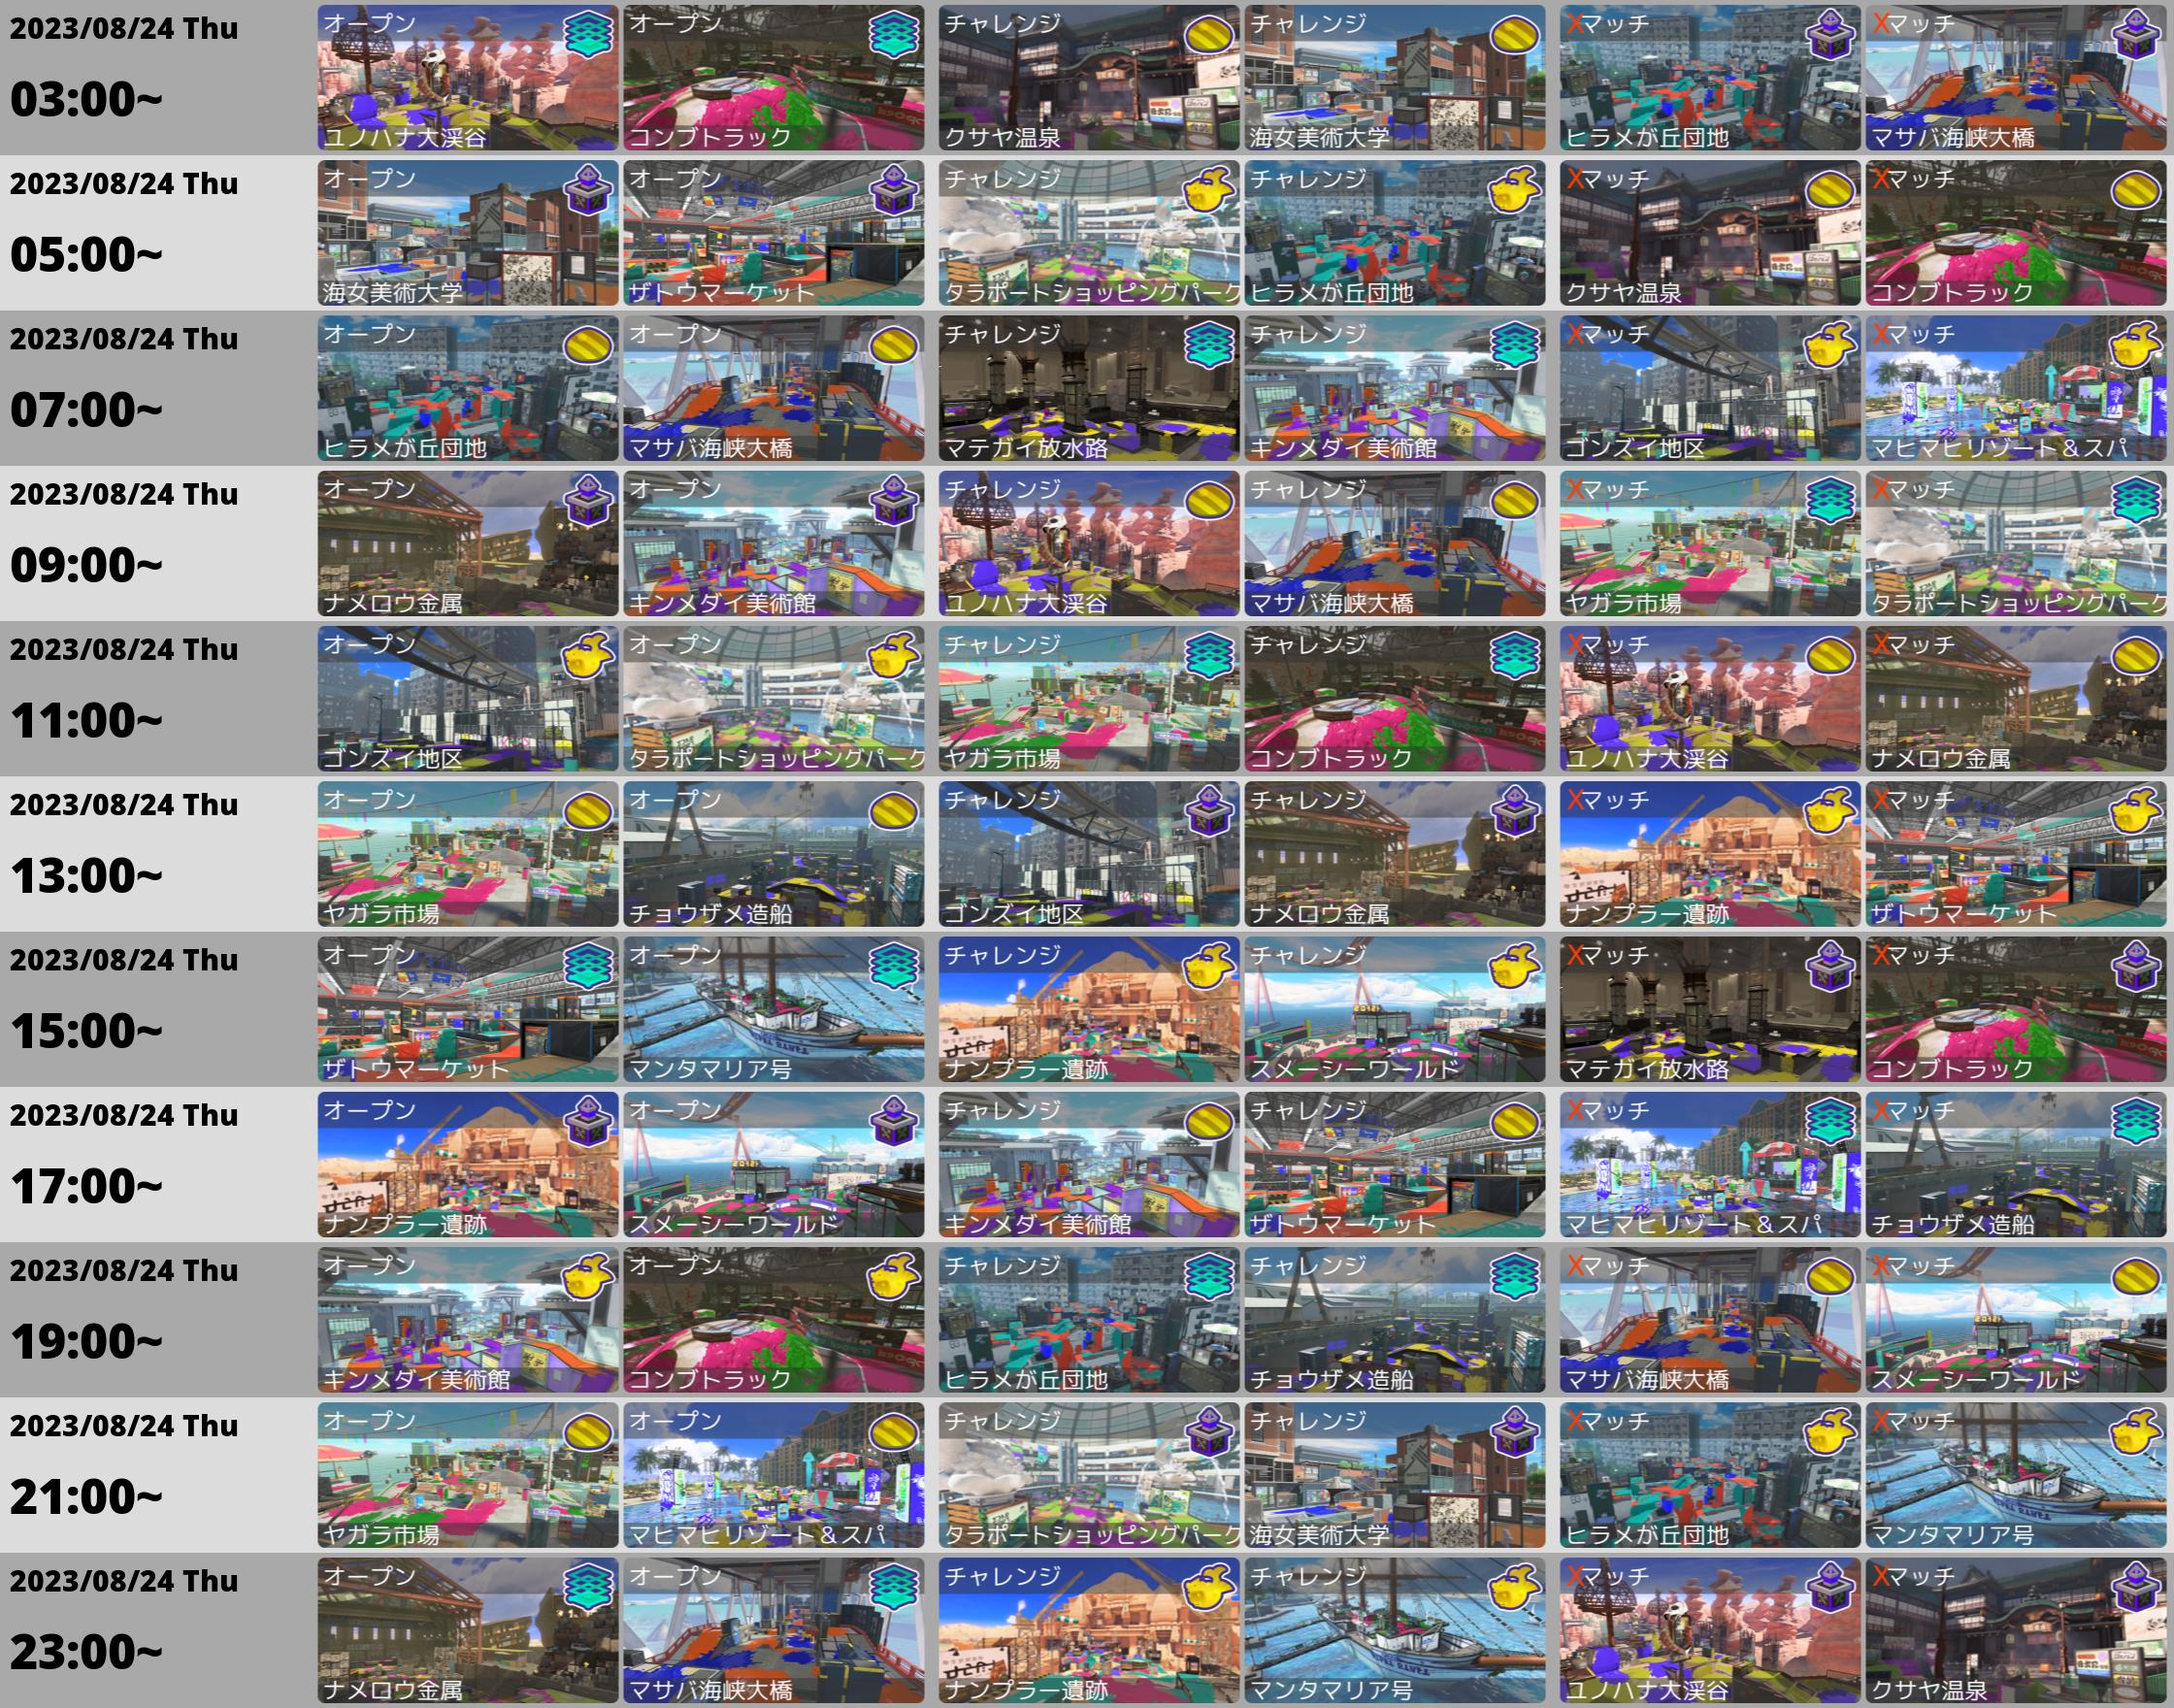 2023/08/24 Thu
03:00~
オープン
ユノハナ大渓谷
オープン
コンブトラック
チャレンジ
クサヤ温泉
チャレンジ
海女美術大学
Xマッチ
ヒラメが丘団地
Xマッチ
マサバ海峡大橋
2023/08/24 Thu
05:00~
オープン
海女美術大学
オープン
ザトウマーケット
チャレンジ
タラポートショッピングパーク
チャレンジ
ヒラメが丘団地
Xマッチ
クサヤ温泉
Xマッチ
コンブトラック
2023/08/24 Thu
07:00~
オープン
ヒラメが丘団地
オープン
マサバ海峡大橋
チャレンジ
マテガイ放水路
チャレンジ
キンメダイ美術館
Xマッチ
ゴンズイ地区
Xマッチ
マヒマヒリゾート＆スパ
2023/08/24 Thu
09:00~
オープン
ナメロウ金属
オープン
キンメダイ美術館
チャレンジ
ユノハナ大渓谷
チャレンジ
マサバ海峡大橋
Xマッチ
ヤガラ市場
Xマッチ
タラポートショッピングパーク
2023/08/24 Thu
11:00~
オープン
ゴンズイ地区
オープン
タラポートショッピングパーク
チャレンジ
ヤガラ市場
チャレンジ
コンブトラック
Xマッチ
ユノハナ大渓谷
Xマッチ
ナメロウ金属
2023/08/24 Thu
13:00~
オープン
ヤガラ市場
オープン
チョウザメ造船
チャレンジ
ゴンズイ地区
チャレンジ
ナメロウ金属
Xマッチ
ナンプラー遺跡
Xマッチ
ザトウマーケット
2023/08/24 Thu
15:00~
オープン
ザトウマーケット
オープン
マンタマリア号
チャレンジ
ナンプラー遺跡
チャレンジ
スメーシーワールド
Xマッチ
マテガイ放水路
Xマッチ
コンブトラック
2023/08/24 Thu
17:00~
オープン
ナンプラー遺跡
オープン
スメーシーワールド
チャレンジ
キンメダイ美術館
チャレンジ
ザトウマーケット
Xマッチ
マヒマヒリゾート＆スパ
Xマッチ
チョウザメ造船
2023/08/24 Thu
19:00~
オープン
キンメダイ美術館
オープン
コンブトラック
チャレンジ
ヒラメが丘団地
チャレンジ
チョウザメ造船
Xマッチ
マサバ海峡大橋
Xマッチ
スメーシーワールド
2023/08/24 Thu
21:00~
オープン
ヤガラ市場
オープン
マヒマヒリゾート＆スパ
チャレンジ
タラポートショッピングパーク
チャレンジ
海女美術大学
Xマッチ
ヒラメが丘団地
Xマッチ
マンタマリア号
2023/08/24 Thu
23:00~
オープン
ナメロウ金属
オープン
マサバ海峡大橋
チャレンジ
ナンプラー遺跡
チャレンジ
マンタマリア号
Xマッチ
ユノハナ大渓谷
Xマッチ
クサヤ温泉